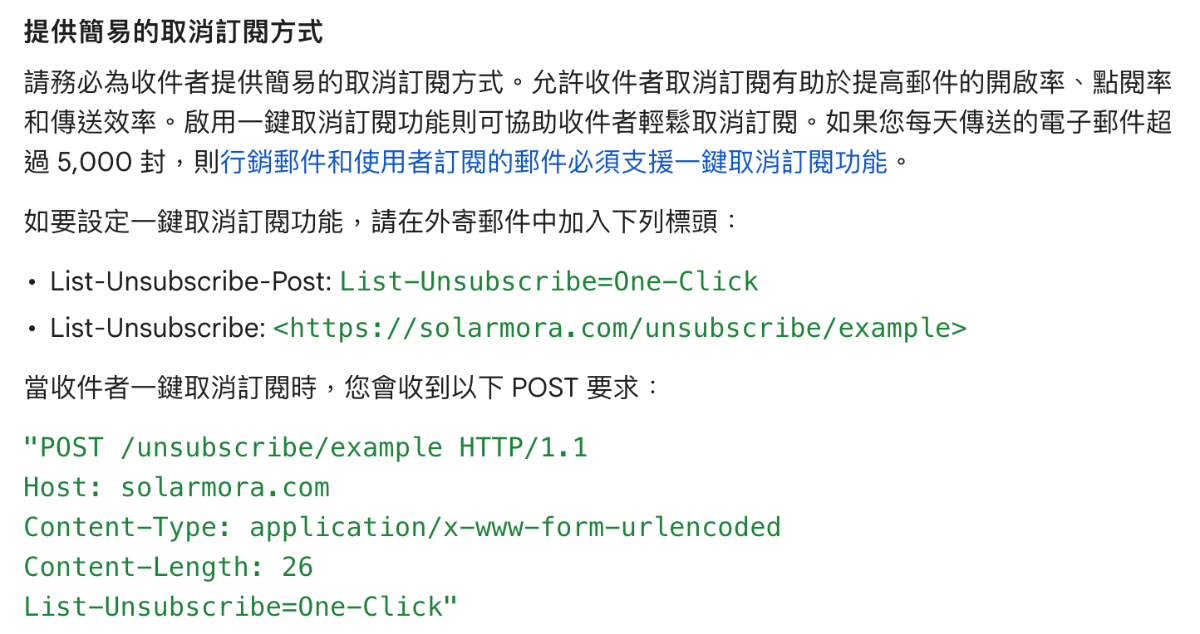 提供簡易的取消訂閱方式
請務必為收件者提供簡易的取消訂閱方式。允許收件者取消訂閱有助於提高郵件的開啟率、點閱率
和傳送效率。啟用一鍵取消訂閱功能則可協助收件者輕鬆取消訂閱。如果您每天傳送的電子郵件超
過 5,000 封，則行銷郵件和使用者訂閱的郵件必須支援一鍵取消訂閱功能。
如要設定一鍵取消訂閱功能，請在外寄郵件中加入下列標頭：
• List-Unsubscribe-Post: List-Unsubscribe=One-Click
• List-Unsubscribe: <https://solarmora.com/unsubscribe/example>
當收件者一鍵取消訂閱時，您會收到以下 POST 要求：
"POST /unsubscribe/example HTTP/1.1
Host: solarmora.com
Content-Type: application/x-www-form-urlencoded
Content-Length: 26
List-Unsubscribe=One-Click"